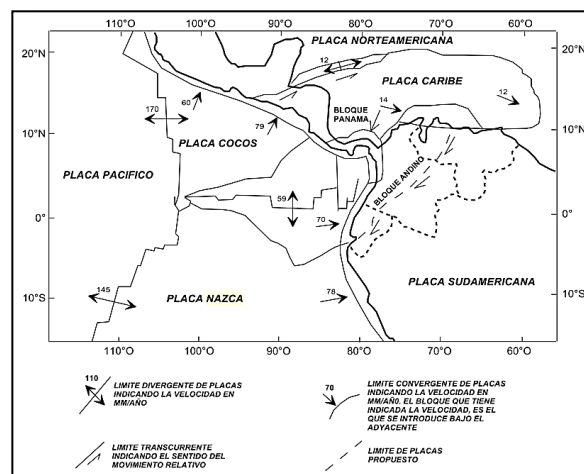 110°O 100°O 90°O 80°O 70°O 60°O
20°N 20°N
PLACA NORTEAMERICANA
12
PLACA CARIBE
170
60
14
12
BLOQUE
PANAMA
79
10°N 10°N
PLACA COCOS
PLACA PACIFICO
BLOQUE ANDINO
59
70
0° 0°
PLACA SUDAMERICANA
145
PLACA NAZCA
78
10°S 10°S
110°O 100°O 90°O 80°O 70°O 60°O
110
LIMITE DIVERGENTE DE PLACAS
INDICANDO LA VELOCIDAD EN
MM/AÑO
LIMITE TRANSCURRENTE
INDICANDO EL SENTIDO DEL
MOVIMIENTO RELATIVO
70
LIMITE CONVERGENTE DE PLACAS
INDICANDO LA VELOCIDAD EN
MM/AÑO. EL BLOQUE QUE TIENE
INDICADA LA VELOCIDAD, ES EL
QUE SE INTRODUCE BAJO EL
ADYACENTE
LIMITE DE PLACAS
PROPUESTO